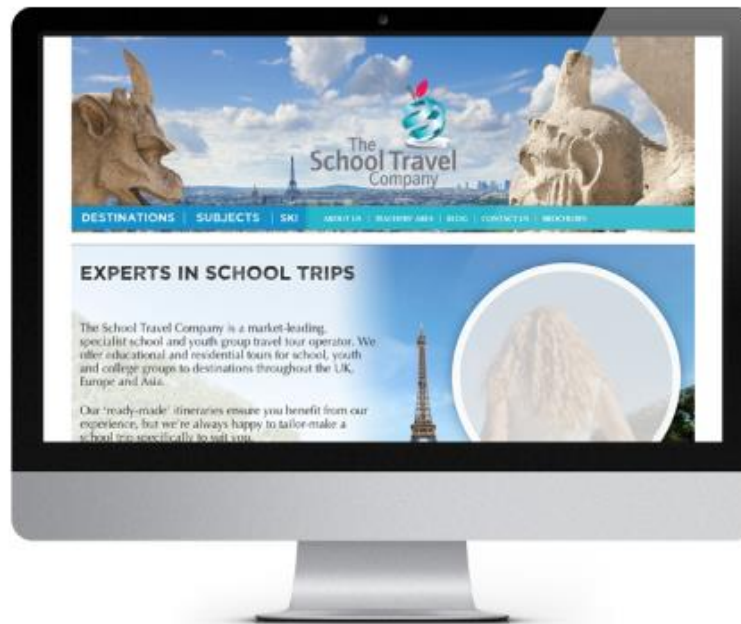 The
School Travel
Company
DESTINATIONS | SUBJECTS | SKI
ABOUT US | TEACHERS' AREA | BLOG | CONTACT US | BROCHURES
EXPERTS IN SCHOOL TRIPS
The School Travel Company is a market-leading,
specialist school and youth group travel tour operator. We
offer educational and residential tours for school, youth
and college groups to destinations throughout the UK,
Europe and Asia.
Our 'ready-made' itineraries ensure you benefit from our
experience, but we're always happy to tailor-make a
school trip specifically to suit you.